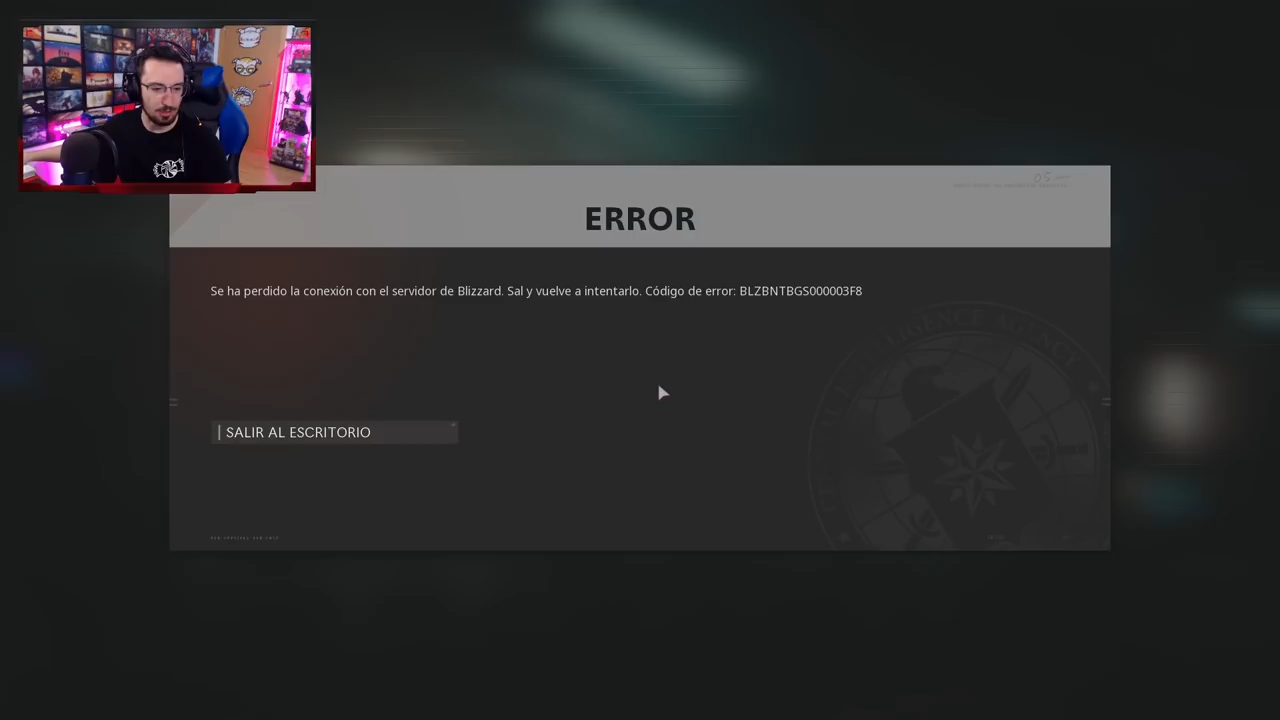 ERROR
Se ha perdido la conexión con el servidor de Blizzard. Sal y vuelve a intentarlo. Código de error: BLZBNTBGS000003F8
SALIR AL ESCRITORIO